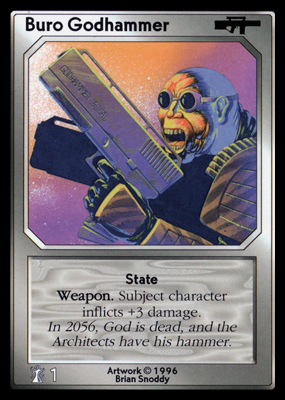 Buro Godhammer
State
Weapon. Subject character
inflicts +3 damage.
In 2056, God is dead, and the
Architects have his hammer.
1
Artwork © 1996
Brian Snoddy